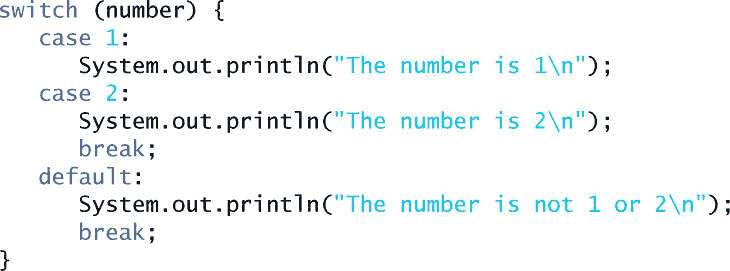 switch (number) {
   case 1:
      System.out.println("The number is 1\n");
   case 2:
      System.out.println("The number is 2\n");
      break;
   default:
      System.out.println("The number is not 1 or 2\n");
      break;
}